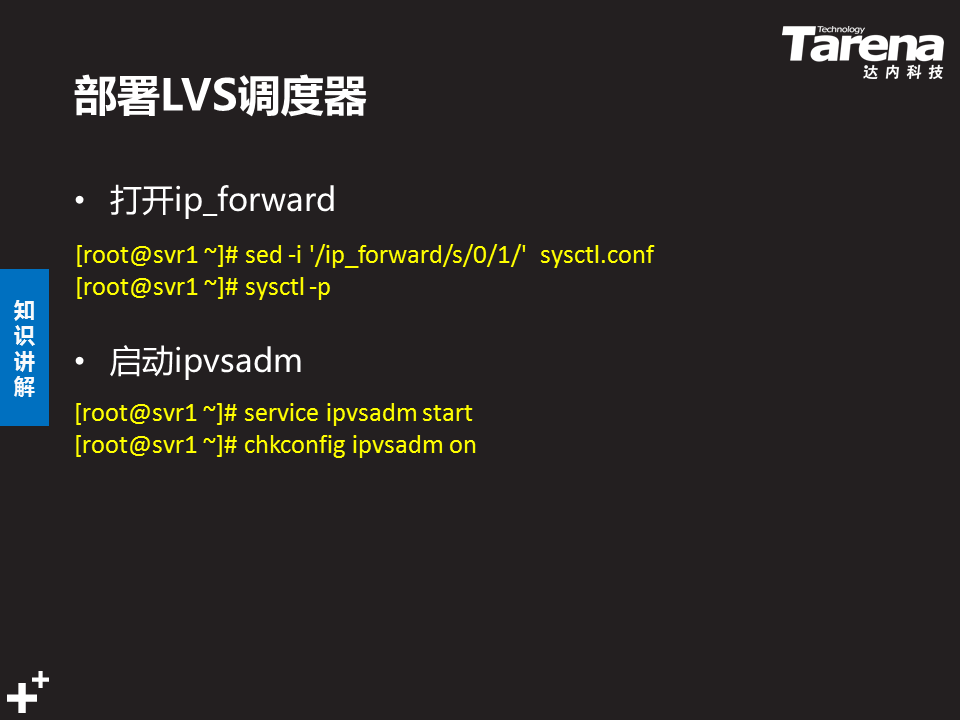 Technology
Tarena
达内科技
部署LVS调度器
• 打开ip_forward
[root@svr1 ~]# sed -i '/ip_forward/s/0/1/'  sysctl.conf
[root@svr1 ~]# sysctl -p
知识讲解
• 启动ipvsadm
[root@svr1 ~]# service ipvsadm start
[root@svr1 ~]# chkconfig ipvsadm on